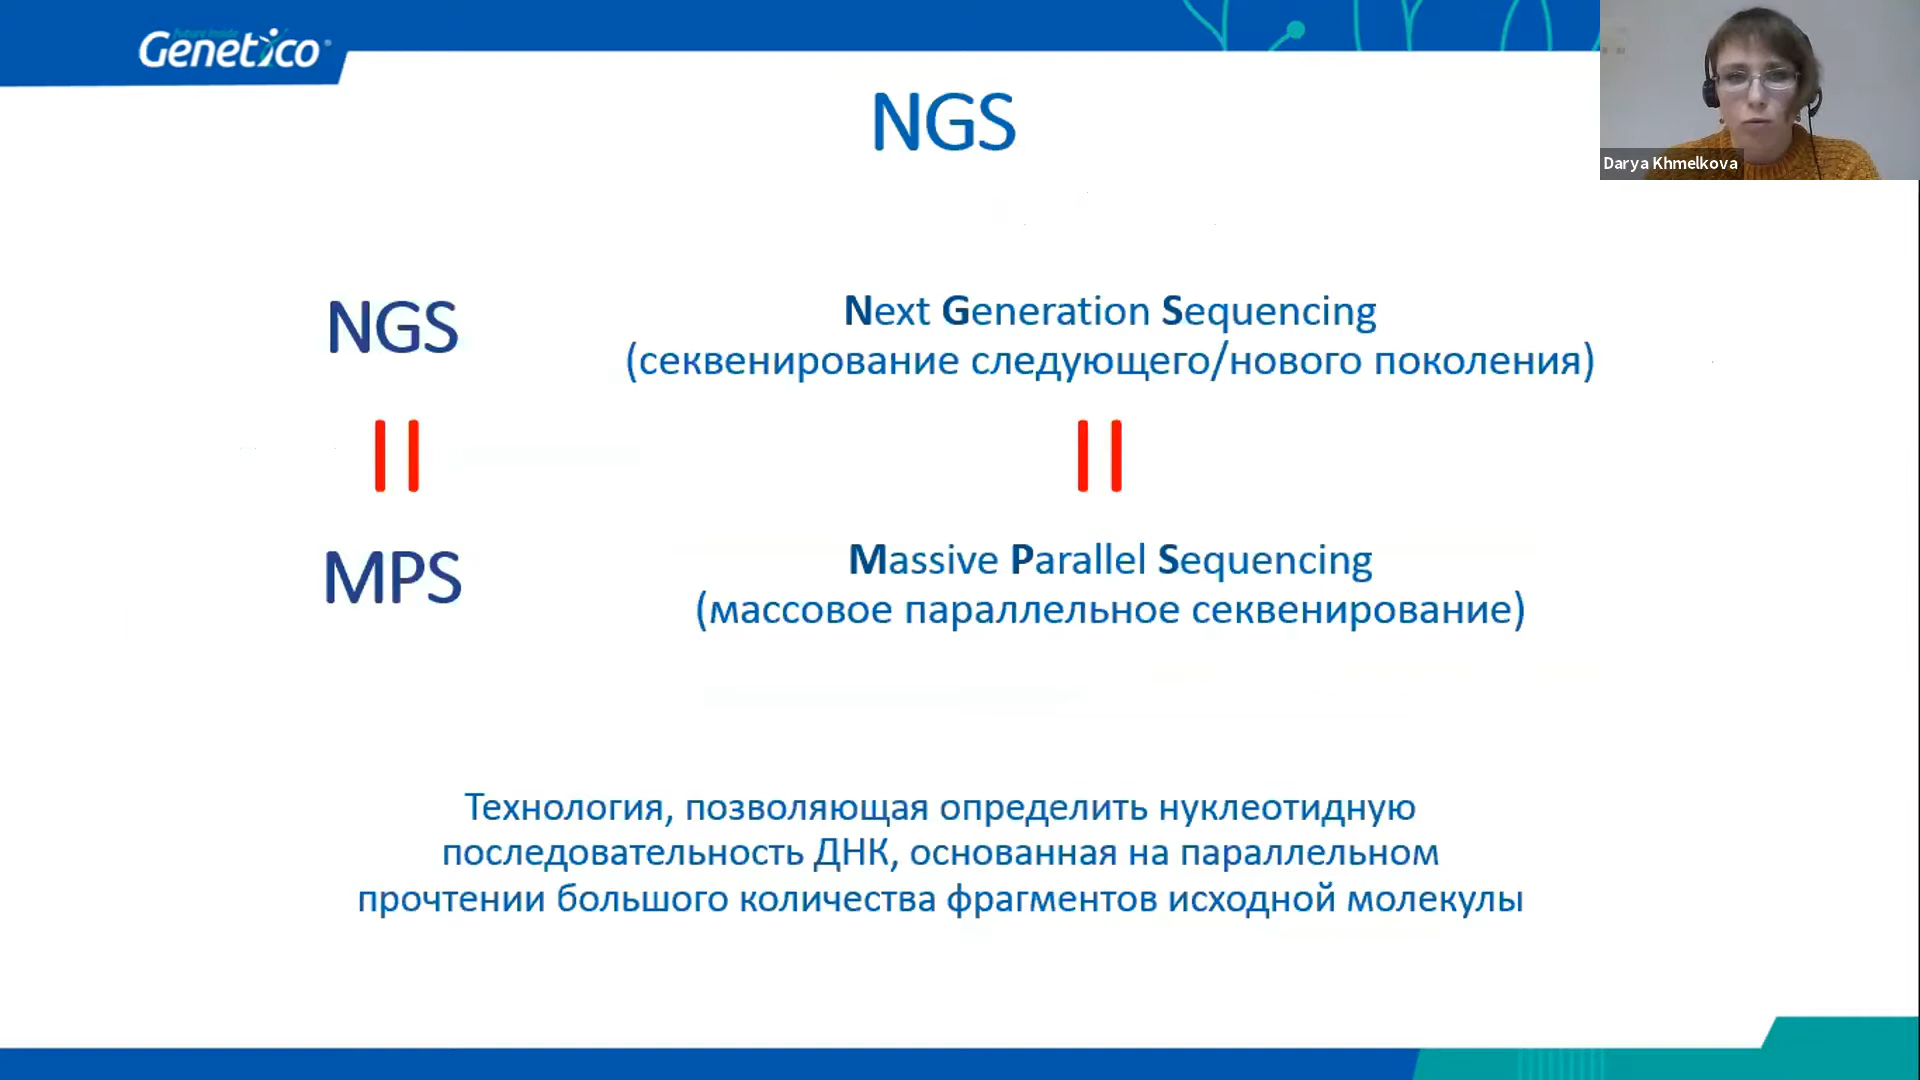 Genetico
NGS
Darya Khmelkova
NGS
Next Generation Sequencing
(секвенирование следующего/нового поколения)
MPS
Massive Parallel Sequencing
(массовое параллельное секвенирование)
Технология, позволяющая определить нуклеотидную
последовательность ДНК, основанная на параллельном
прочтении большого количества фрагментов исходной молекулы